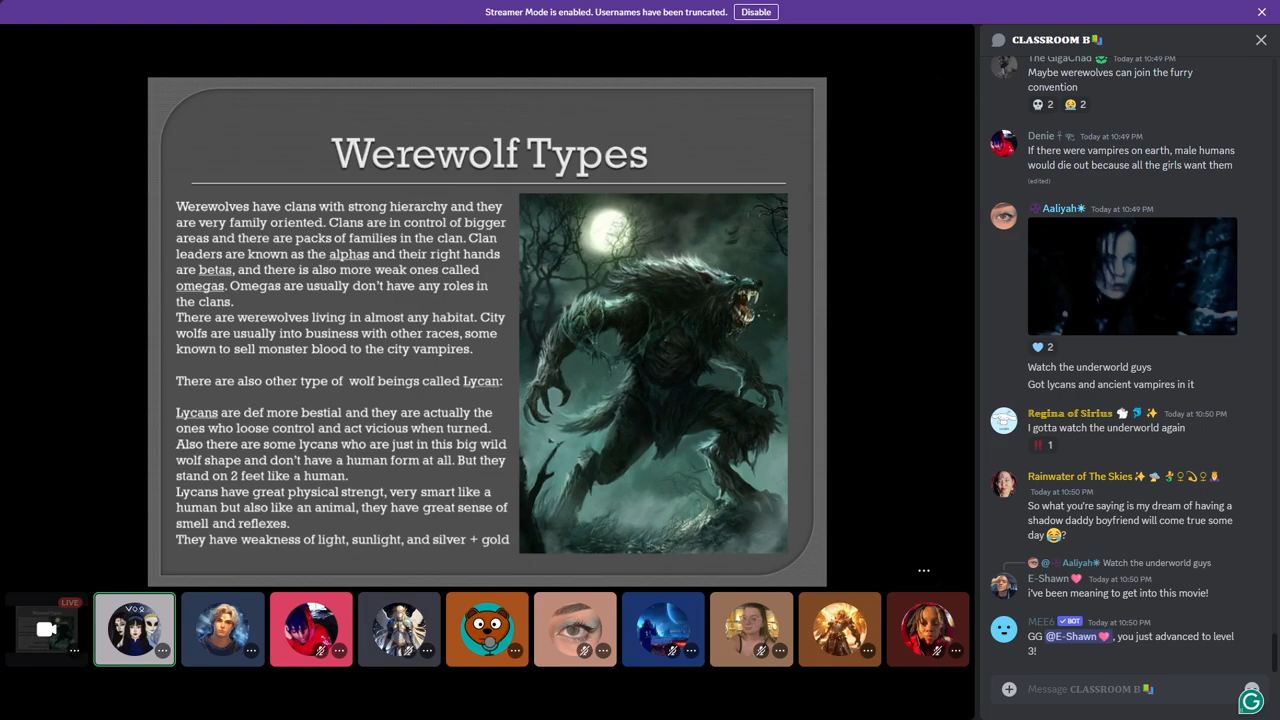 Streamer Mode is enabled. Usernames have been truncated. Disable
Werewolf Types
Werewolves have clans with strong hierarchy and they
are very family oriented. Clans are in control of bigger
areas and there are packs of families in the clan. Clan
leaders are known as the alphas and their right hands
are betas, and there is also more weak ones called
omegas. Omegas are usually don't have any roles in
the clans.
There are werewolves living in almost any habitat. City
wolfs are usually into business with other races, some
known to sell monster blood to the city vampires.
There are also other type of wolf beings called Lycan:
Lycans are def more bestial and they are actually the
ones who loose control and act vicious when turned.
Also there are some lycans who are just in this big wild
wolf shape and don't have a human form at all. But they
stand on 2 feet like a human.
Lycans have great physical strengt, very smart like a
human but also like an animal, they have great sense of
smell and reflexes.
They have weakness of light, sunlight, and silver + gold
LIVE
VOO
CLASSROOM B
The GigaChad Today at 10:49 PM
Maybe werewolves can join the furry
convention
2 2
Denie Today at 10:49 PM
If there were vampires on earth, male humans
would die out because all the girls want them
(edited)
Aaliyah Today at 10:49 PM
2
Watch the underworld guys
Got lycans and ancient vampires in it
Regina of Sirius Today at 10:50 PM
I gotta watch the underworld again
1
Rainwater of The Skies
Today at 10:50 PM
So what you're saying is my dream of having a
shadow daddy boyfriend will come true some
day ?
@ Aaliyah Watch the underworld guys
E-Shawn Today at 10:50 PM
i've been meaning to get into this movie!
MEE6 BOT Today at 10:50 PM
GG @E-Shawn, you just advanced to level
3!
Message CLASSROOM B